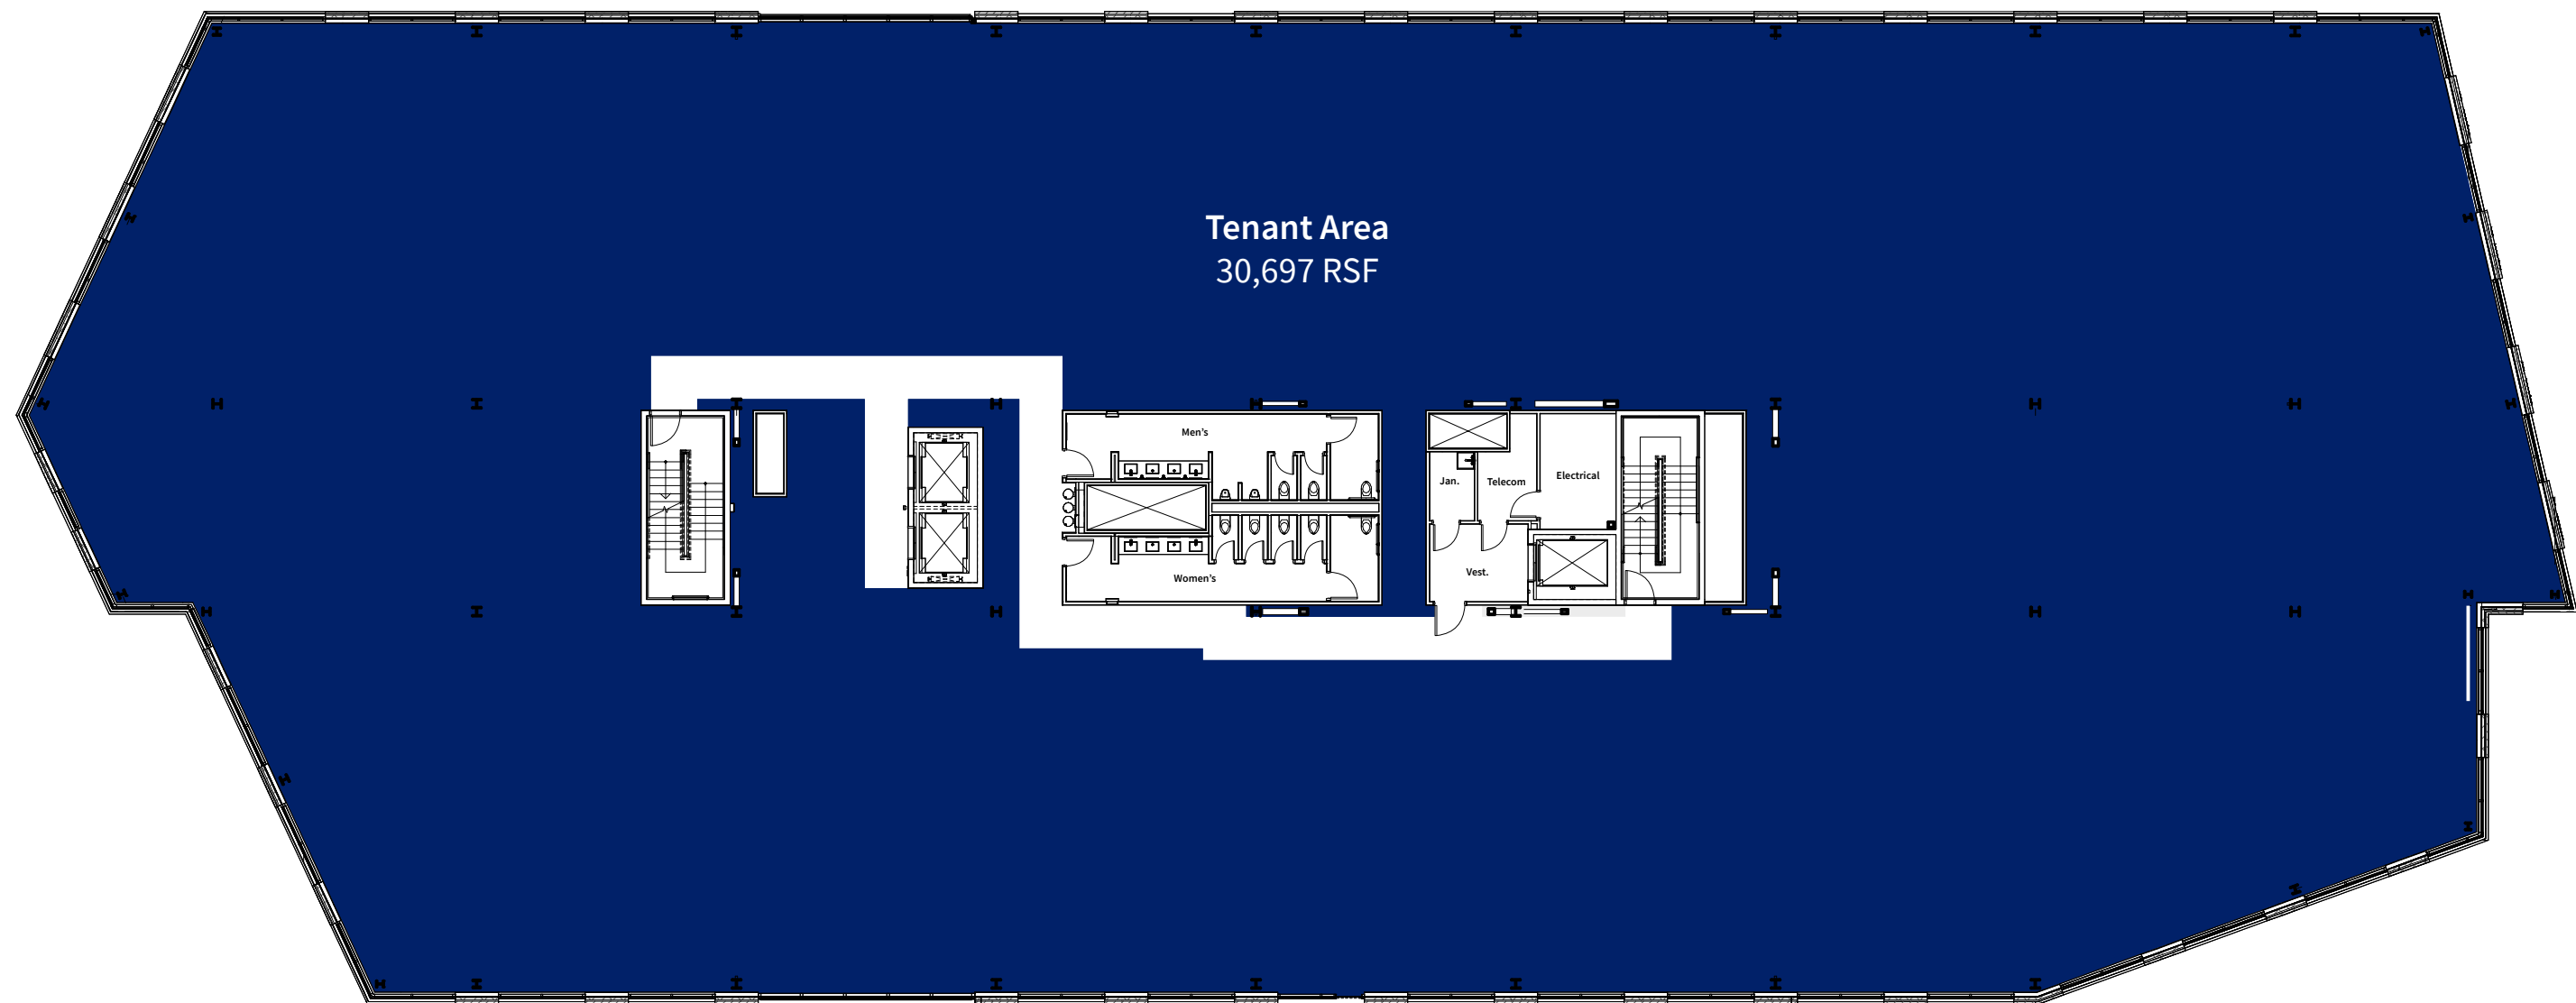 Tenant Area
30,697 RSF
Men's
Jan.
Telecom
Electrical
Vest.
Women's